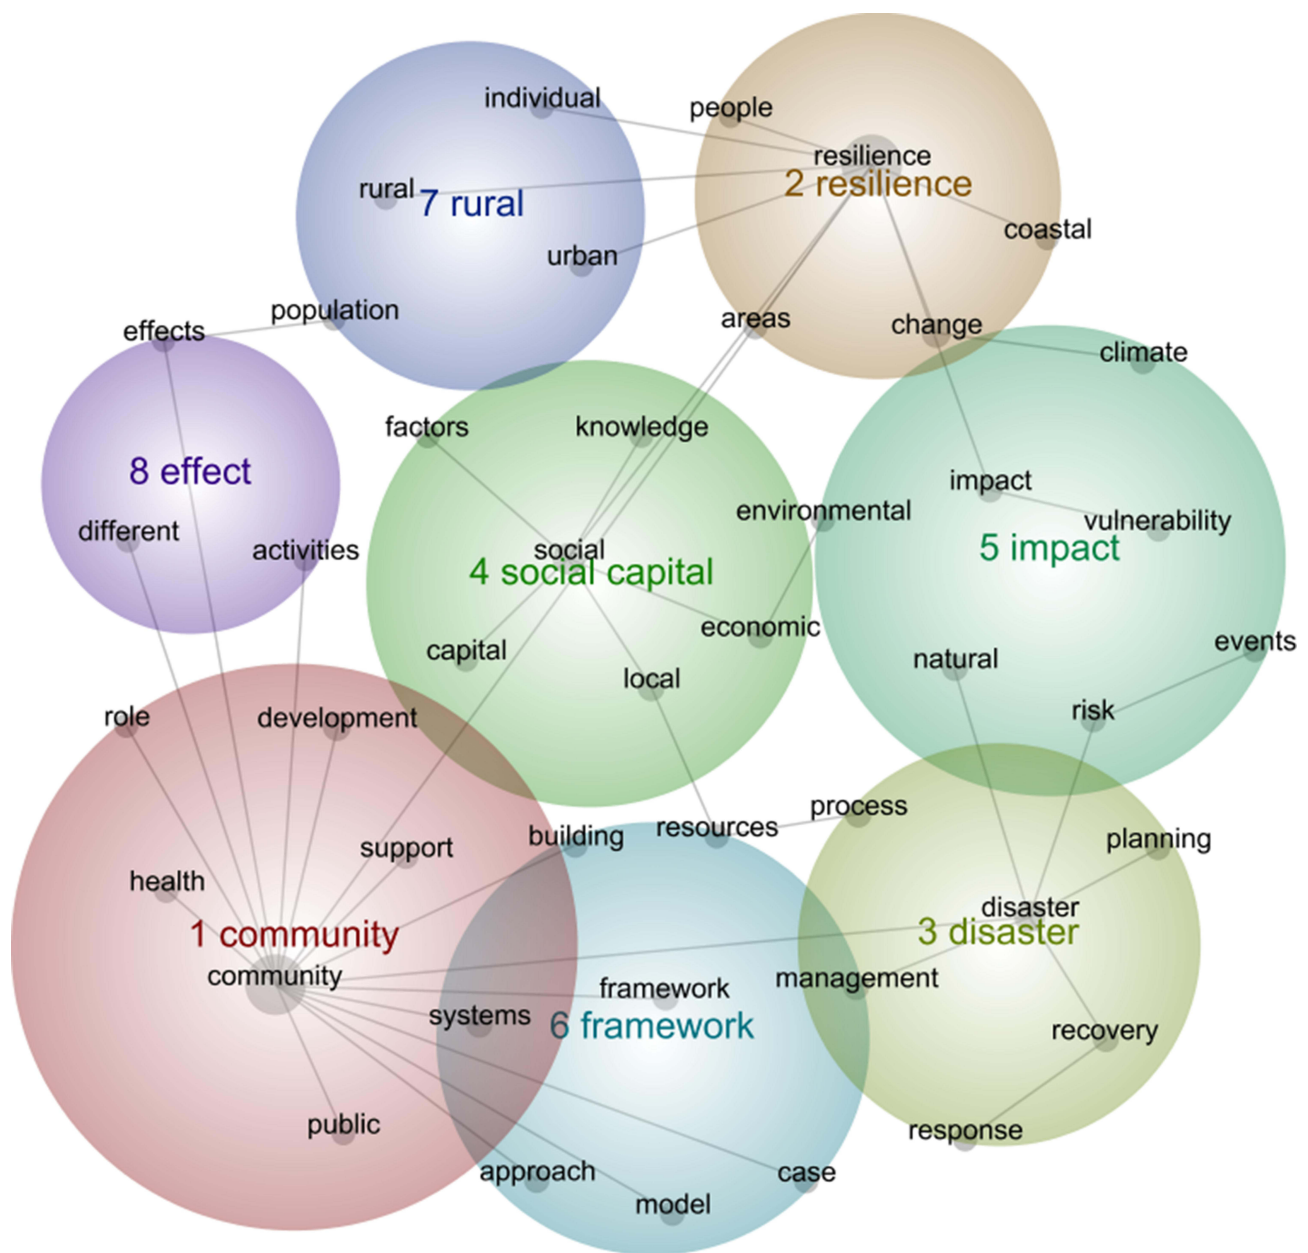 individual
people
resilience
2 resilience
rural
7 rural
coastal
urban
population
effects
areas
change
climate
factors
knowledge
8 effect
impact
environmental
vulnerability
different
activities
social
4 social capital
5 impact
economic
events
capital
local
natural
role
development
risk
process
resources
building
planning
support
health
disaster
3 disaster
1 community
community
management
framework
systems
6 framework
recovery
public
response
approach
case
model